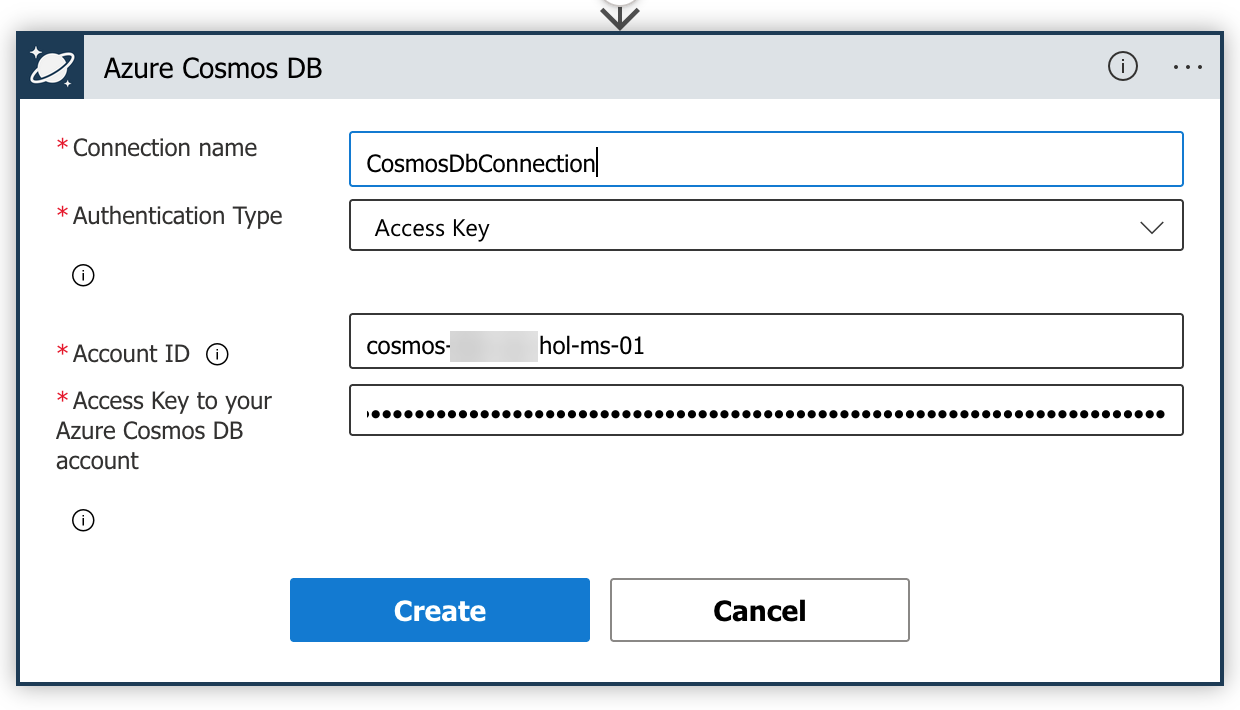 Azure Cosmos DB
* Connection name
CosmosDbConnection
* Authentication Type
Access Key
* Account ID
cosmos-
hol-ms-01
* Access Key to your
Azure Cosmos DB
account
Create
Cancel